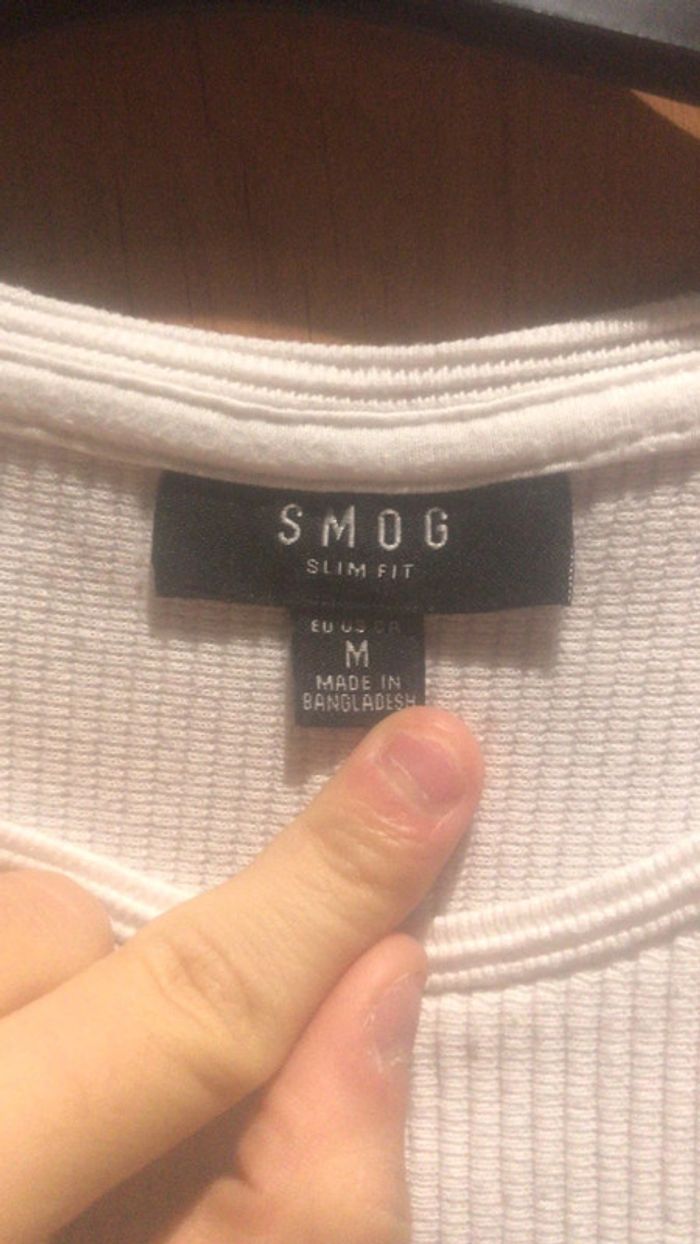 SMOG
SLIM FIT
EU US CA
M
MADE IN
BANGLADESH